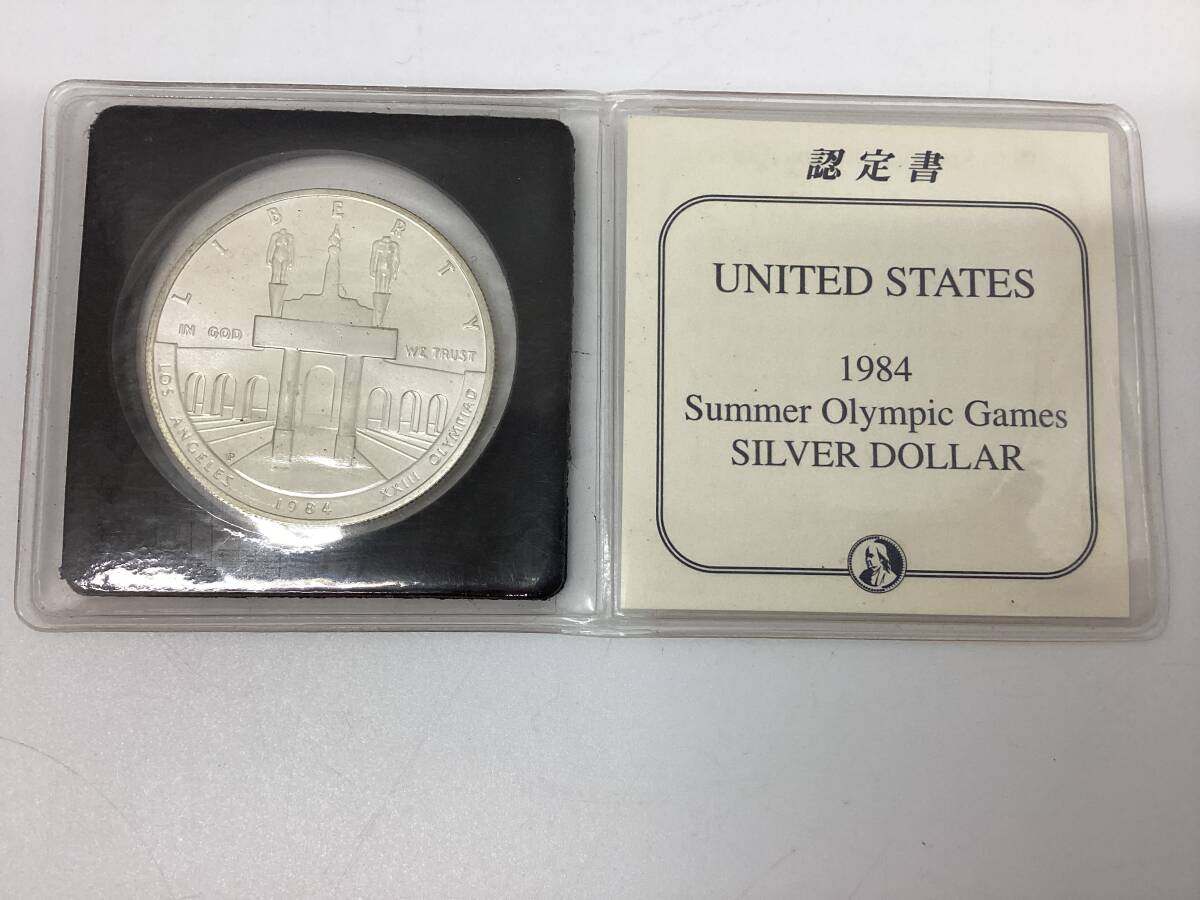 LIBERTY
IN GOD
WE TRUST
LOS ANGELES XXIII OLYMPIAD
P
1984
認定書
UNITED STATES
1984
Summer Olympic Games
SILVER DOLLAR